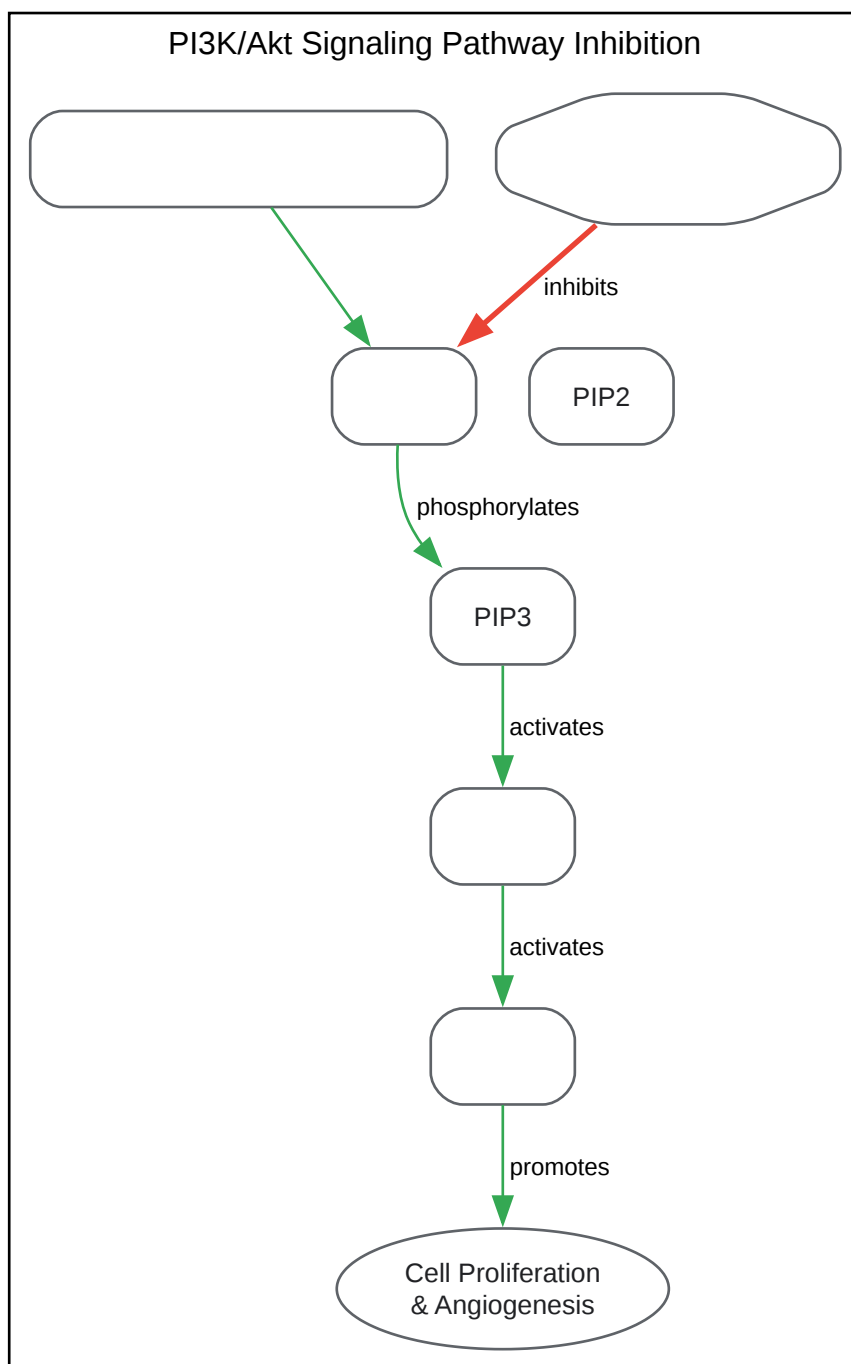 PI3K/Akt Signaling Pathway Inhibition
inhibits
PIP2
phosphorylates
PIP3
activates
activates
promotes
Cell Proliferation
& Angiogenesis